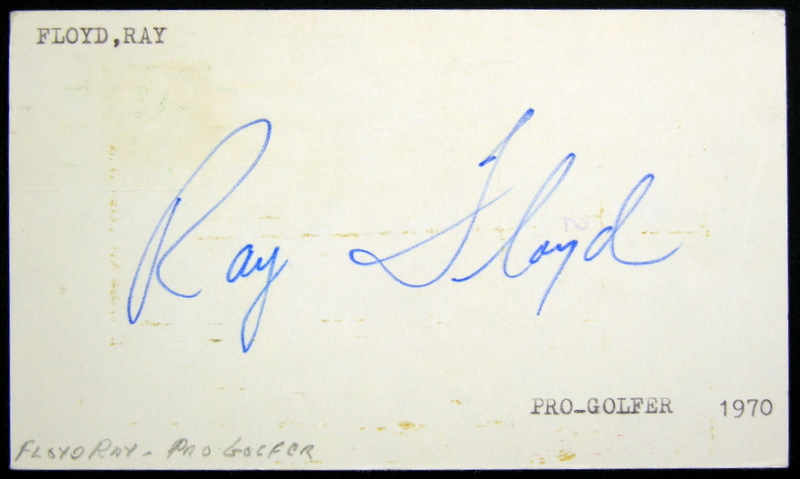 FLOYD,RAY
Ray Floyd
PRO-GOLFER 1970
FLOYD RAY - PRO GOLFER